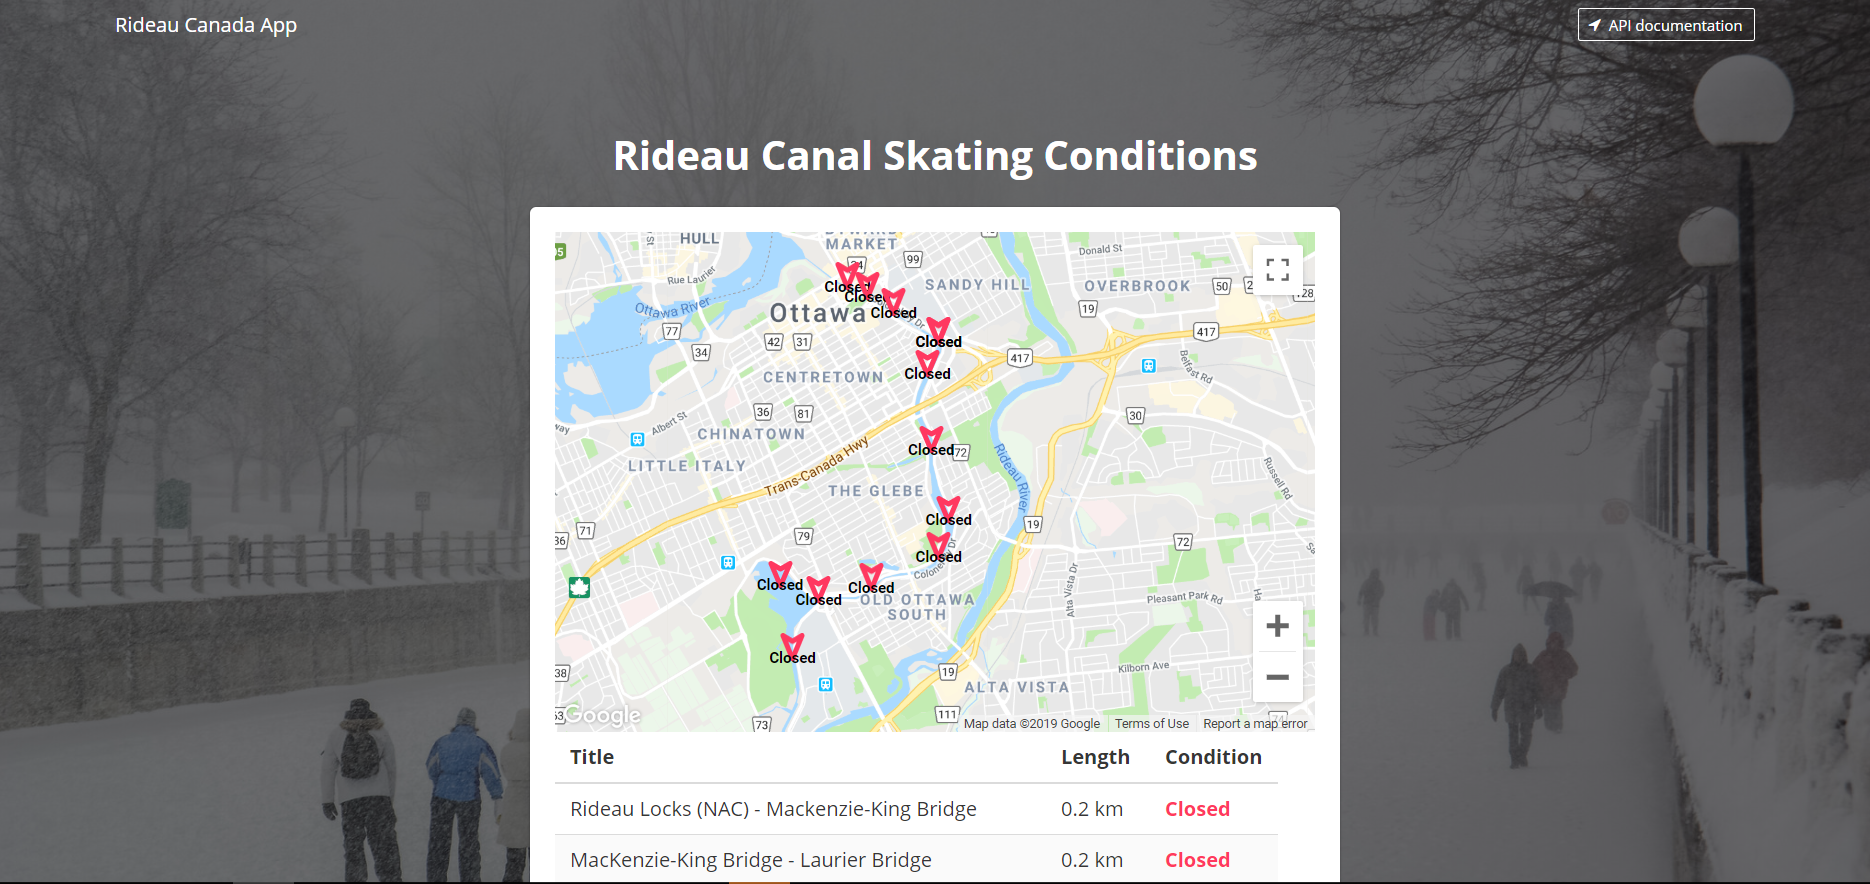 Rideau Canada App
API documentation
Rideau Canal Skating Conditions
HULL
MARKET
99
Donald St
Rue Laurier
SANDY HILL
OVERBROOK
50
Closed
Closed
Closed
Ottawa River
Ottawa
19
77
417
42
31
34
Closed
417
Closed
CENTRETOWN
Belfast Rd
36
81
30
Albert St
CHINATOWN
Closed
72
LITTLE ITALY
Trans-Canada Hwy
Rideau River
Russell Rd
THE GLEBE
Closed
71
19
36
79
72
Closed
Closed
Closed
Closed
OLD OTTAWA
SOUTH
Alta Vista Dr
Pleasant Park Rd
Closed
38
19
Kilborn Ave
ALTA VISTA
111
73
Google
Map data ©2019 Google
Terms of Use
Report a map error
Title Length Condition
Rideau Locks (NAC) - Mackenzie-King Bridge 0.2 km Closed
MacKenzie-King Bridge - Laurier Bridge 0.2 km Closed